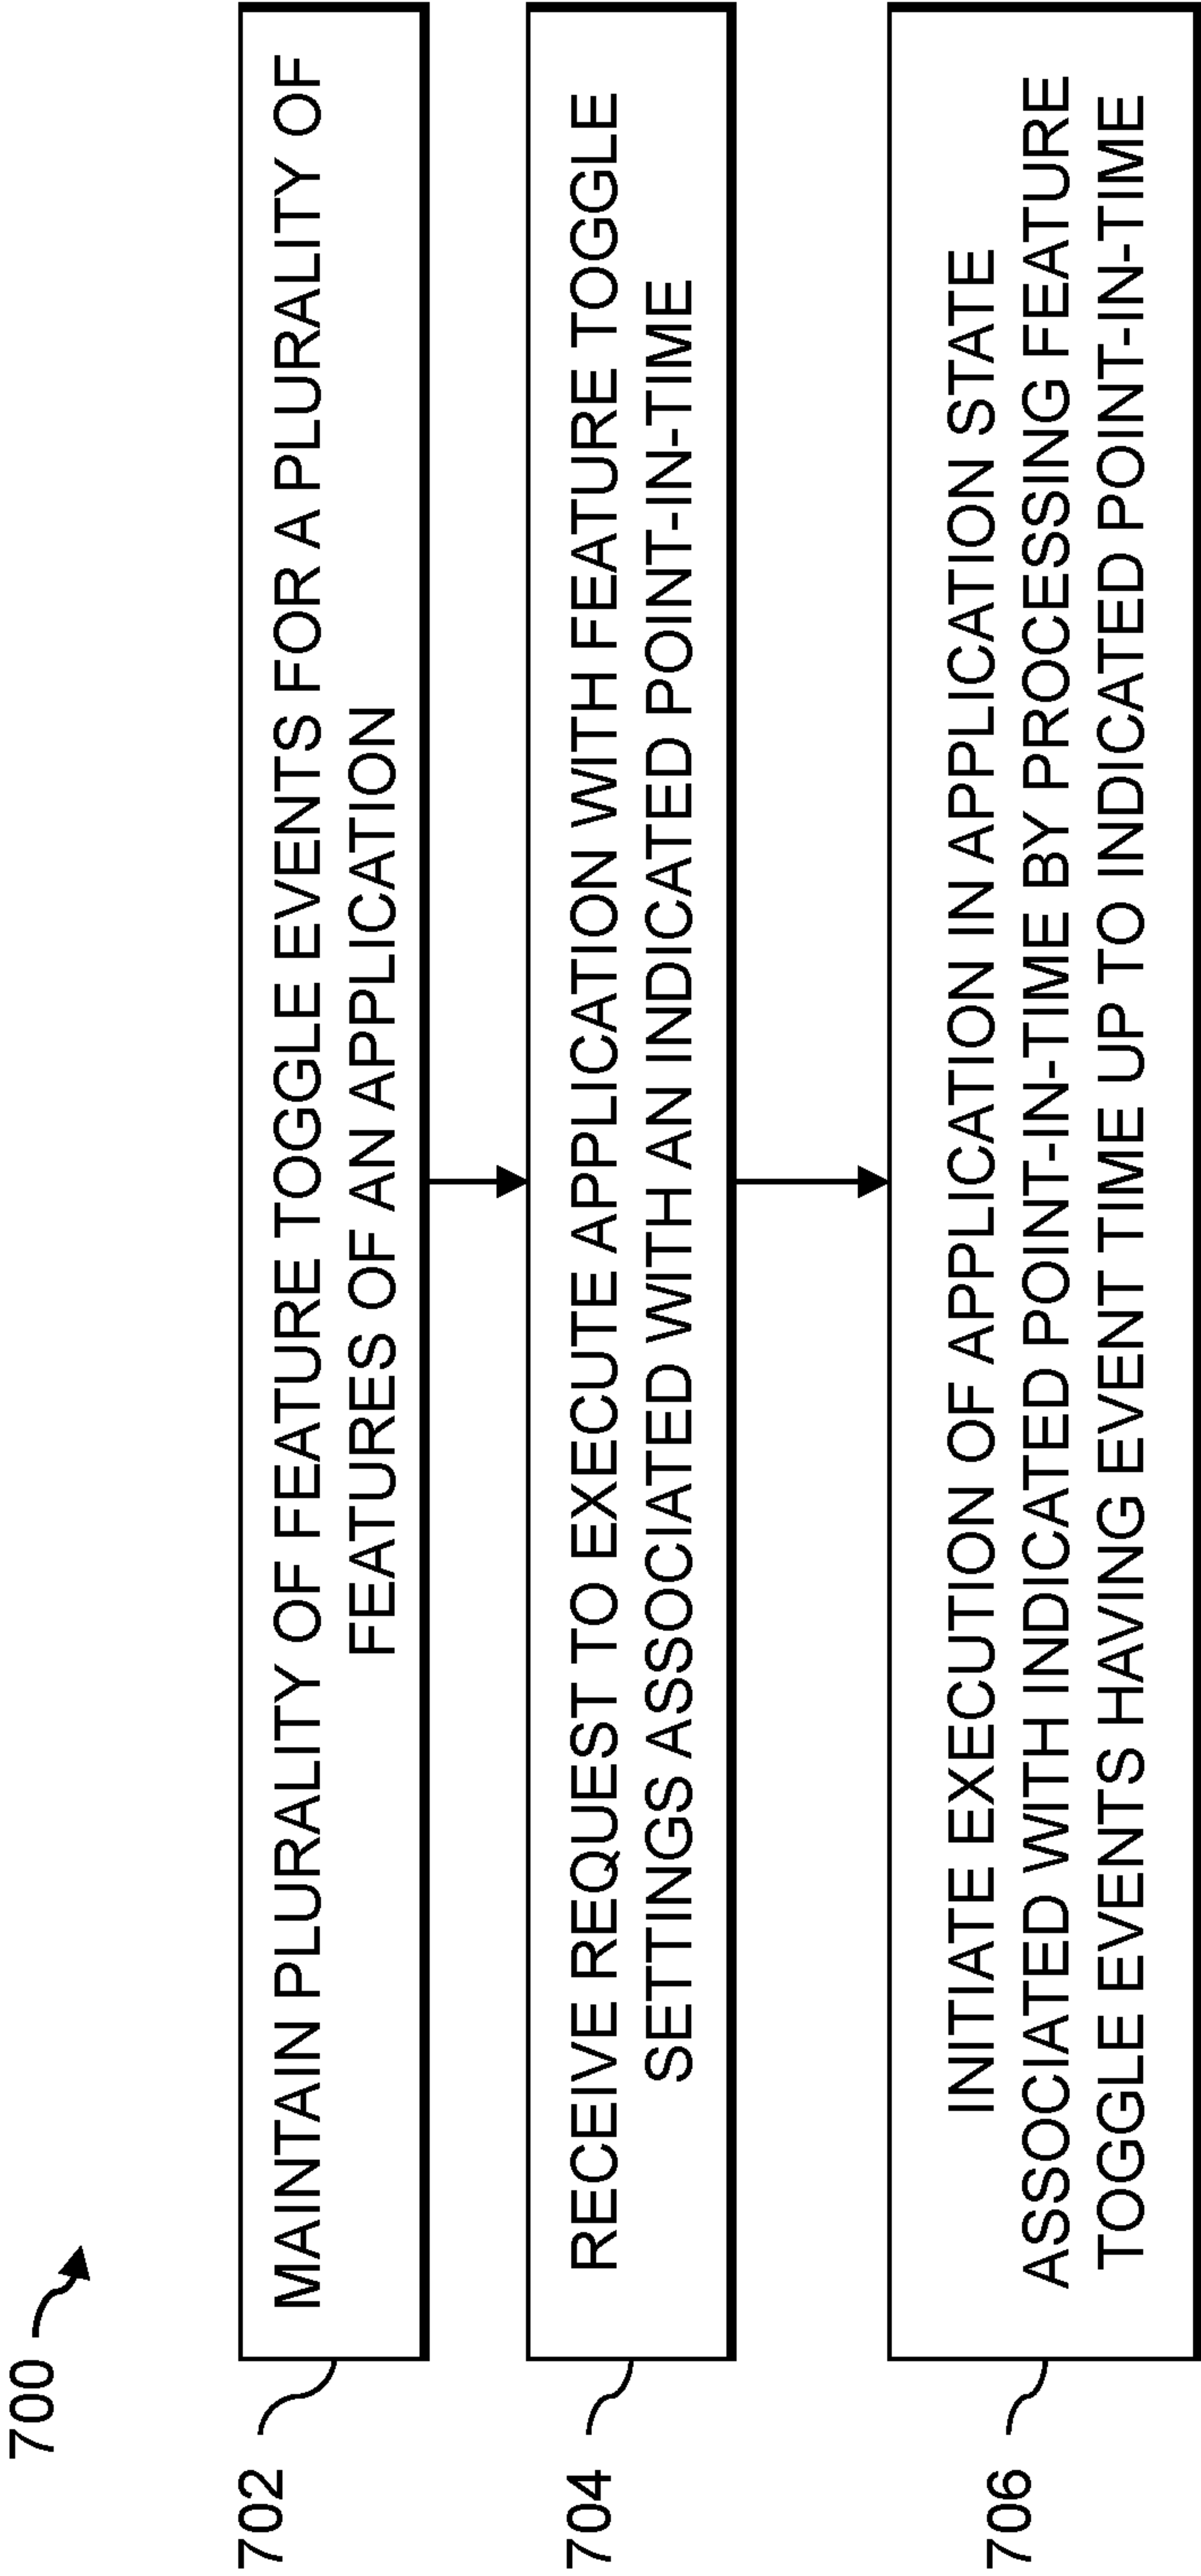 700
702
MAINTAIN PLURALITY OF FEATURE TOGGLE EVENTS FOR A PLURALITY OF
FEATURES OF AN APPLICATION
704
RECEIVE REQUEST TO EXECUTE APPLICATION WITH FEATURE TOGGLE
SETTINGS ASSOCIATED WITH AN INDICATED POINT-IN-TIME
706
INITIATE EXECUTION OF APPLICATION IN APPLICATION STATE
ASSOCIATED WITH INDICATED POINT-IN-TIME BY PROCESSING FEATURE
TOGGLE EVENTS HAVING EVENT TIME UP TO INDICATED POINT-IN-TIME